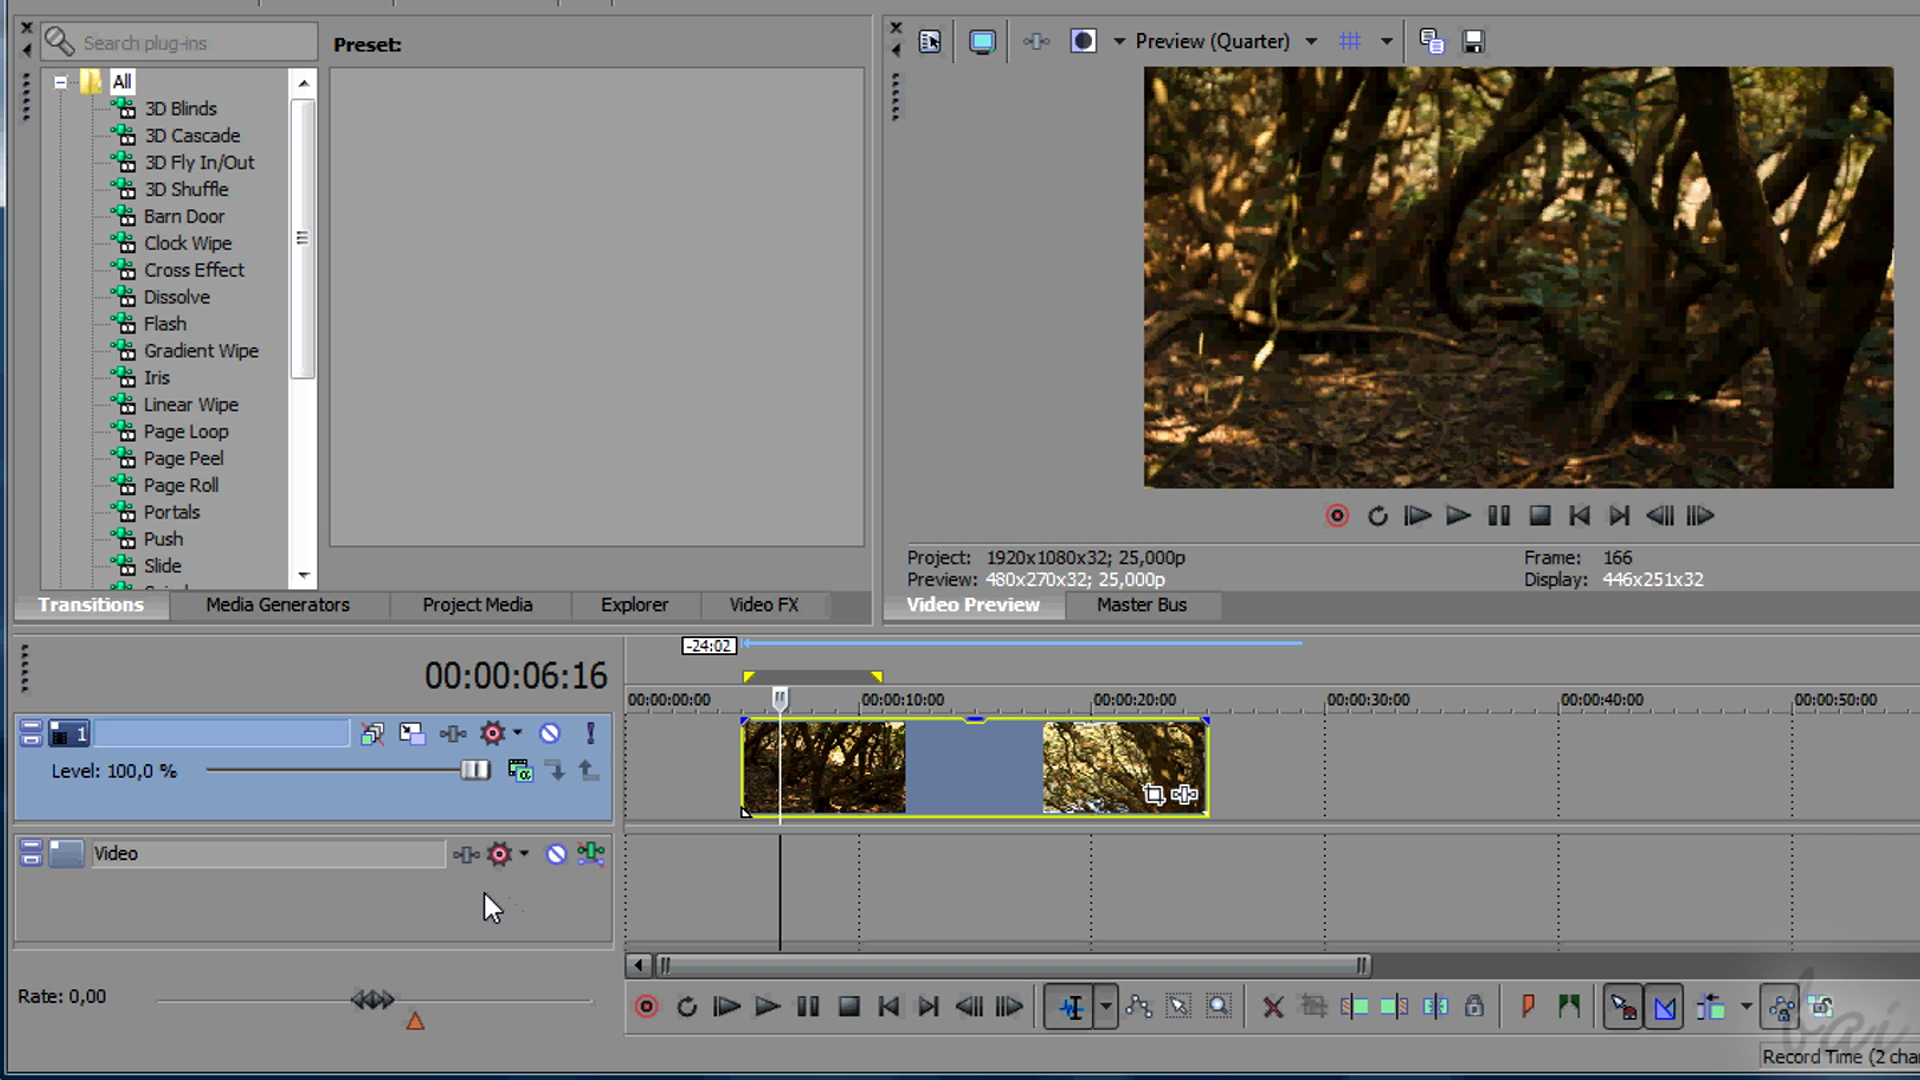 Search plug-ins
Preset:
Preview (Quarter)
All
3D Blinds
3D Cascade
3D Fly In/Out
3D Shuffle
Barn Door
Clock Wipe
Cross Effect
Dissolve
Flash
Gradient Wipe
Iris
Linear Wipe
Page Loop
Page Peel
Page Roll
Portals
Push
Slide
Transitions
Media Generators
Project Media
Explorer
Video FX
Project: 1920x1080x32; 25,000p
Frame: 166
Preview: 480x270x32; 25,000p
Display: 446x251x32
Video Preview
Master Bus
-24:02
00:00:06:16
00:00:00:00
00:00:10:00
00:00:20:00
00:00:30:00
00:00:40:00
00:00:50:00
1
Level: 100,0 %
Video
Rate: 0,00
bai
Record Time (2 cha